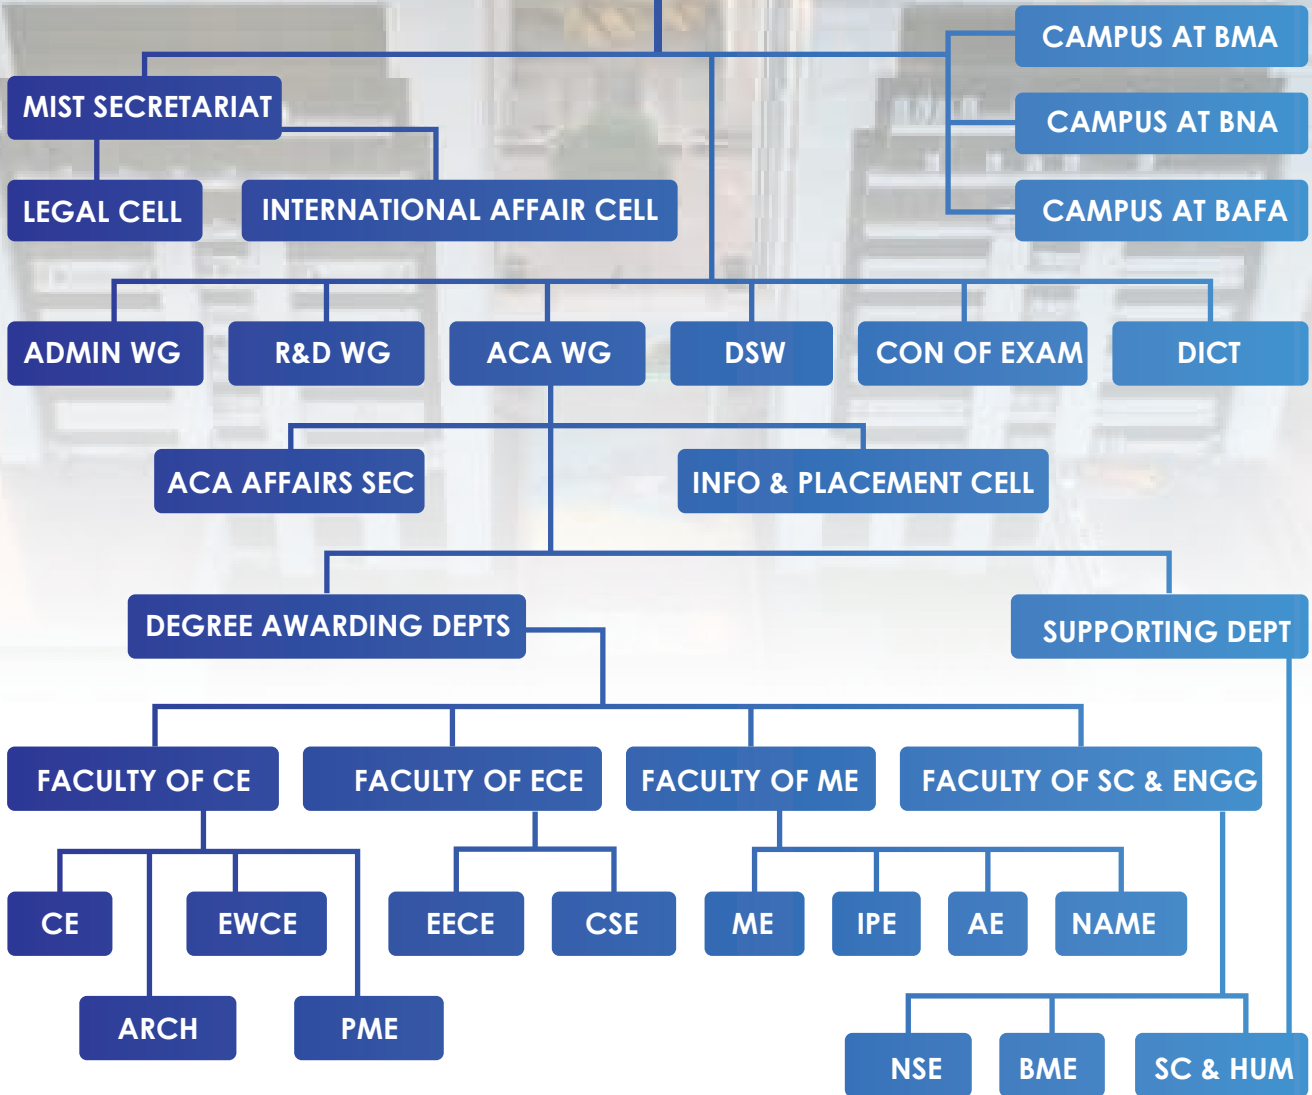 CAMPUS AT BMA
MIST SECRETARIAT
CAMPUS AT BNA
LEGAL CELL
INTERNATIONAL AFFAIR CELL
CAMPUS AT BAFA
ADMIN WG
R&D WG
ACA WG
DSW
CON OF EXAM
DICT
ACA AFFAIRS SEC
INFO & PLACEMENT CELL
DEGREE AWARDING DEPTS
SUPPORTING DEPT
FACULTY OF CE
FACULTY OF ECE
FACULTY OF ME
FACULTY OF SC & ENGG
CE
EWCE
EECE
CSE
ME
IPE
AE
NAME
ARCH
PME
NSE
BME
SC & HUM